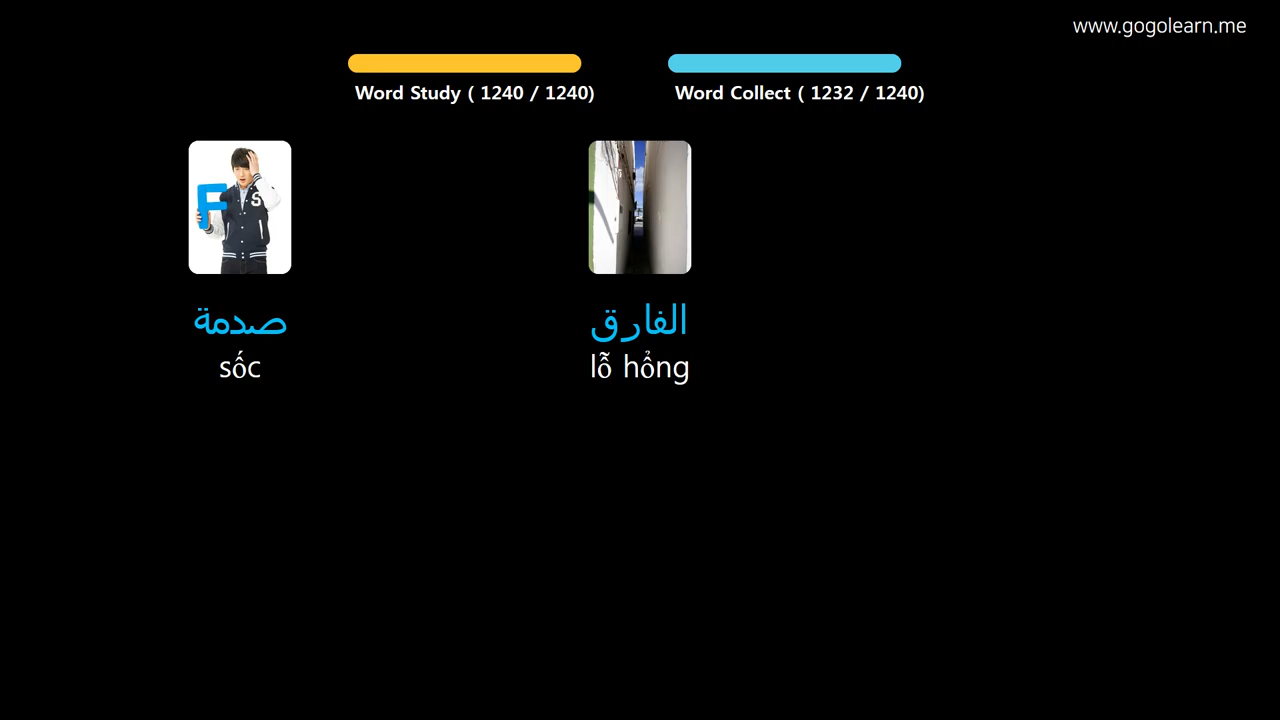 www.gogolearn.me
Word Study ( 1240 / 1240)
Word Collect ( 1232 / 1240)
F
S
صدمة
الفارق
sốc
lỗ hổng